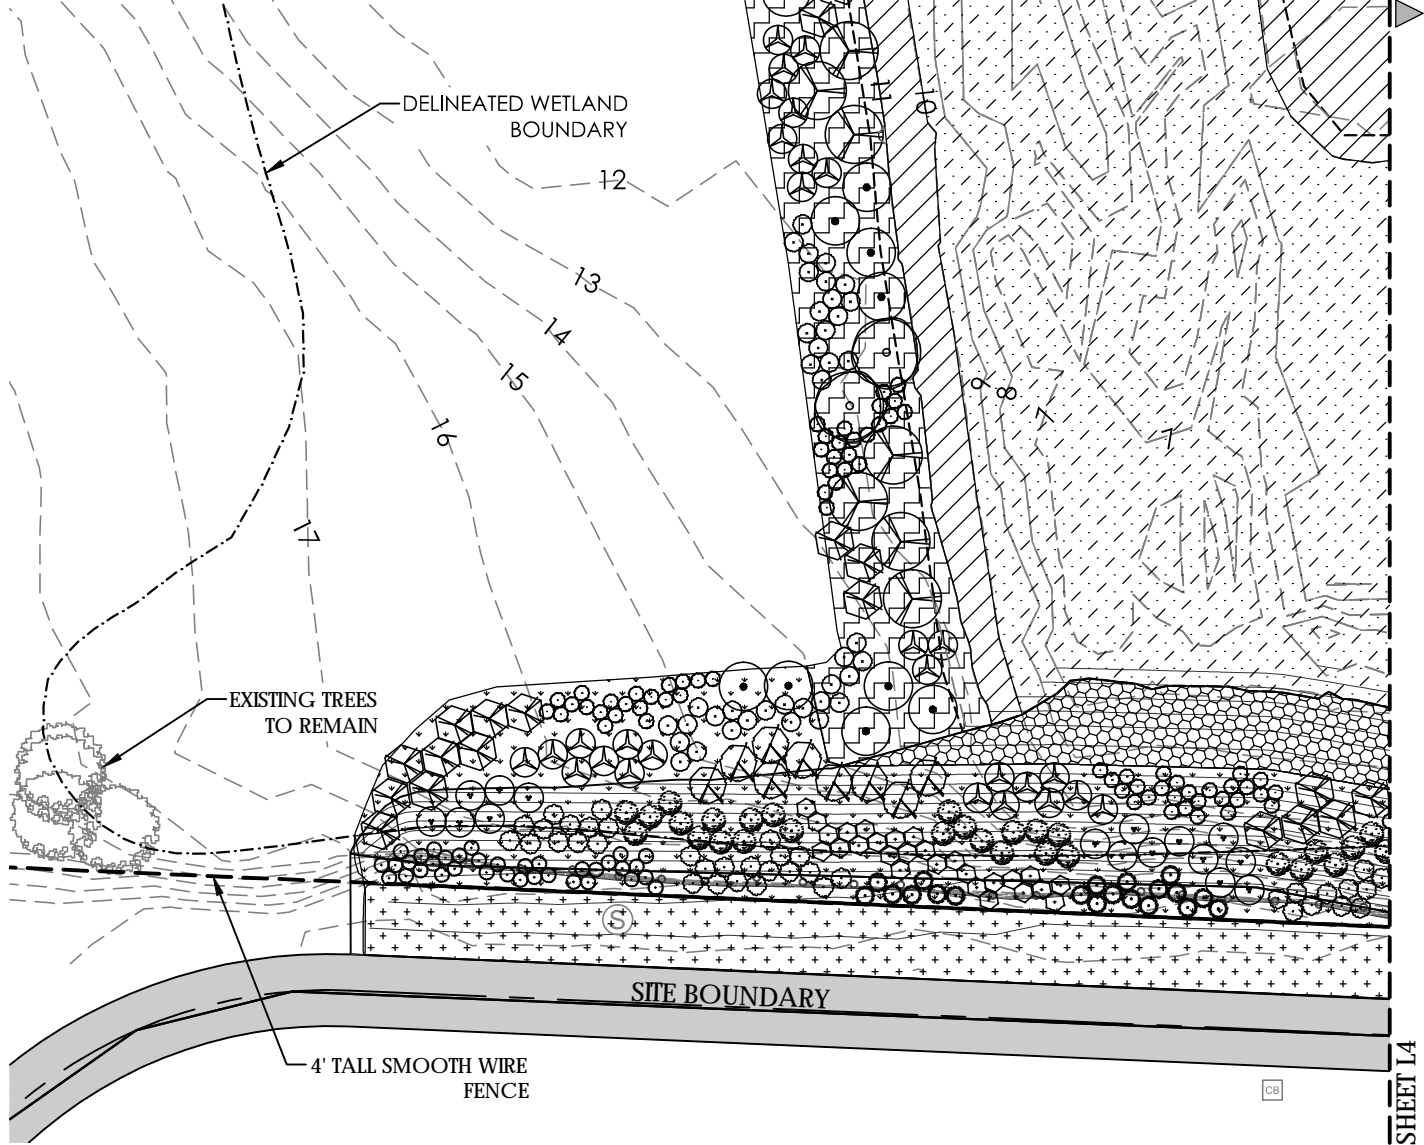 DELINEATED WETLAND
BOUNDARY
11
10
12
13
14
15
16
17
9
8
7
7
EXISTING TREES
TO REMAIN
S
SITE BOUNDARY
4' TALL SMOOTH WIRE
FENCE
CB
SHEET L4